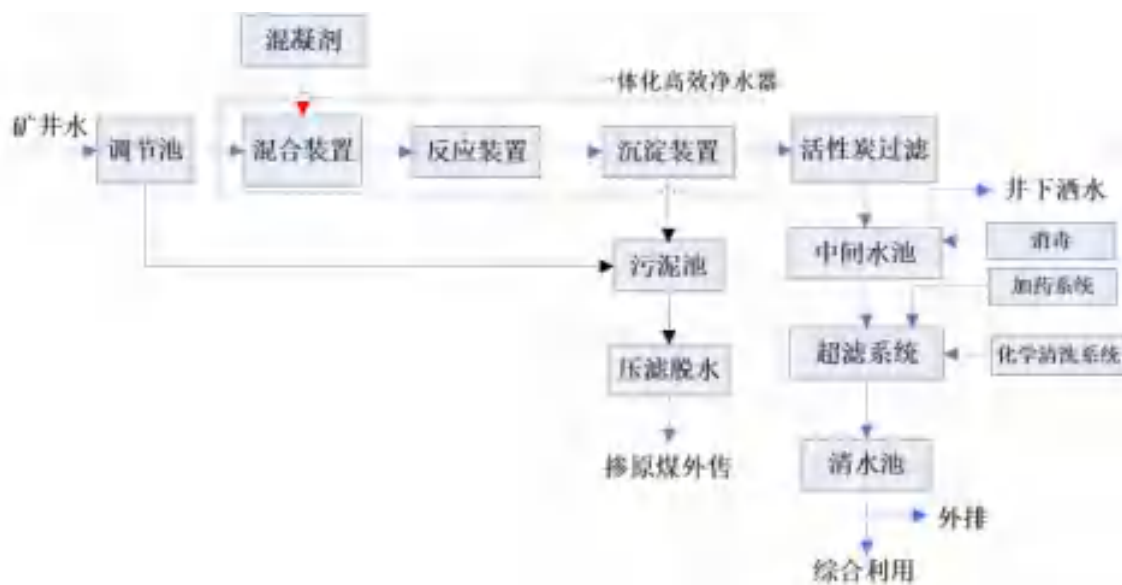 混凝剂
一体化高效净水器
矿井水
调节池
混合装置
反应装置
沉淀装置
活性炭过滤
井下洒水
中间水池
消毒
污泥池
加药系统
超滤系统
化学清洗系统
压滤脱水
掺原煤外售
清水池
外排
综合利用